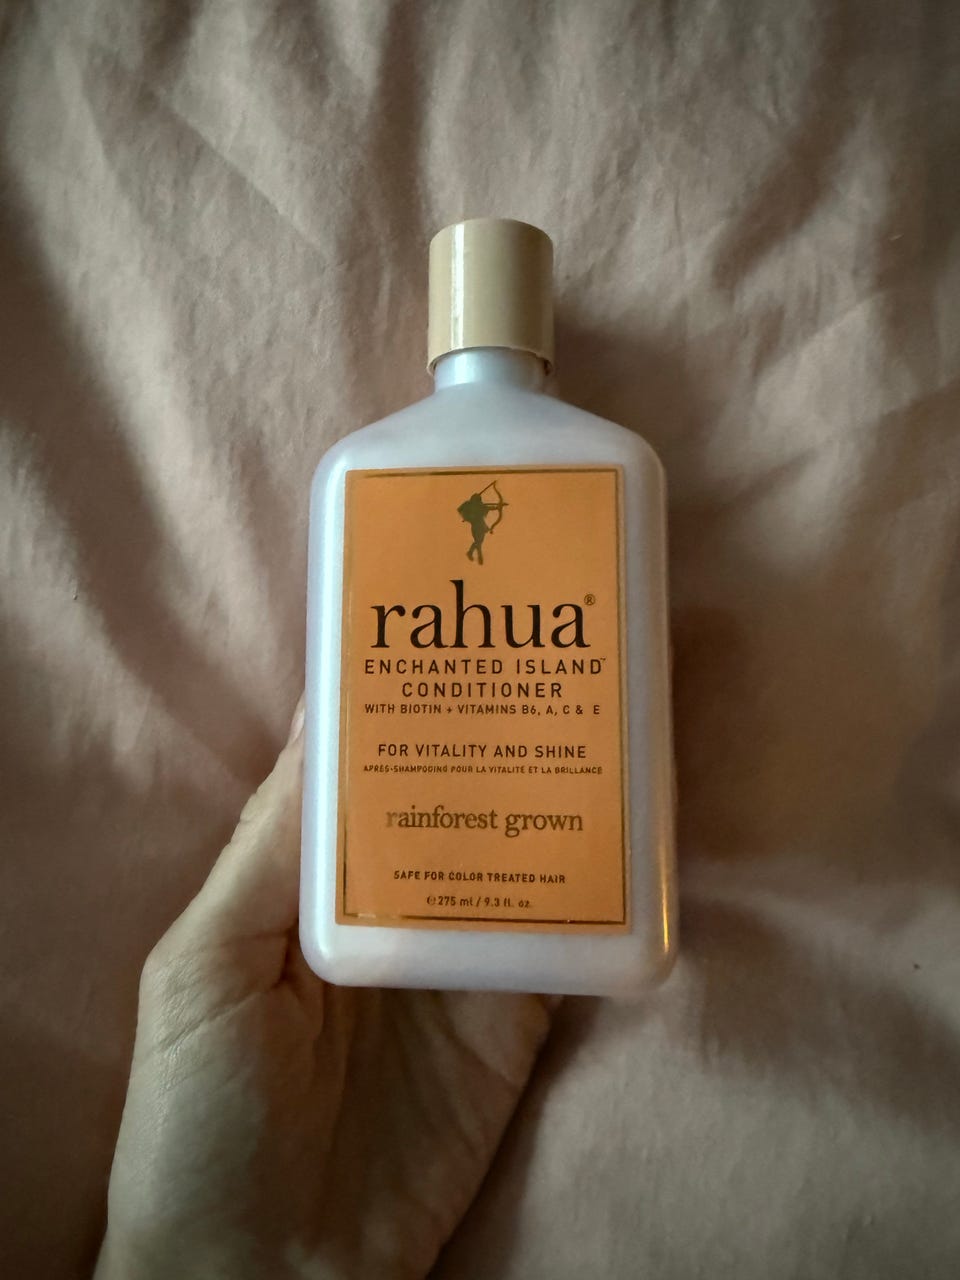 rahua®
ENCHANTED ISLAND™
CONDITIONER
WITH BIOTIN + VITAMINS B6, A, C & E
FOR VITALITY AND SHINE
APRÈS-SHAMPOOING POUR LA VITALITÉ ET LA BRILLANCE
rainforest grown
SAFE FOR COLOR TREATED HAIR
℮ 275 ml / 9.3 fl. oz.